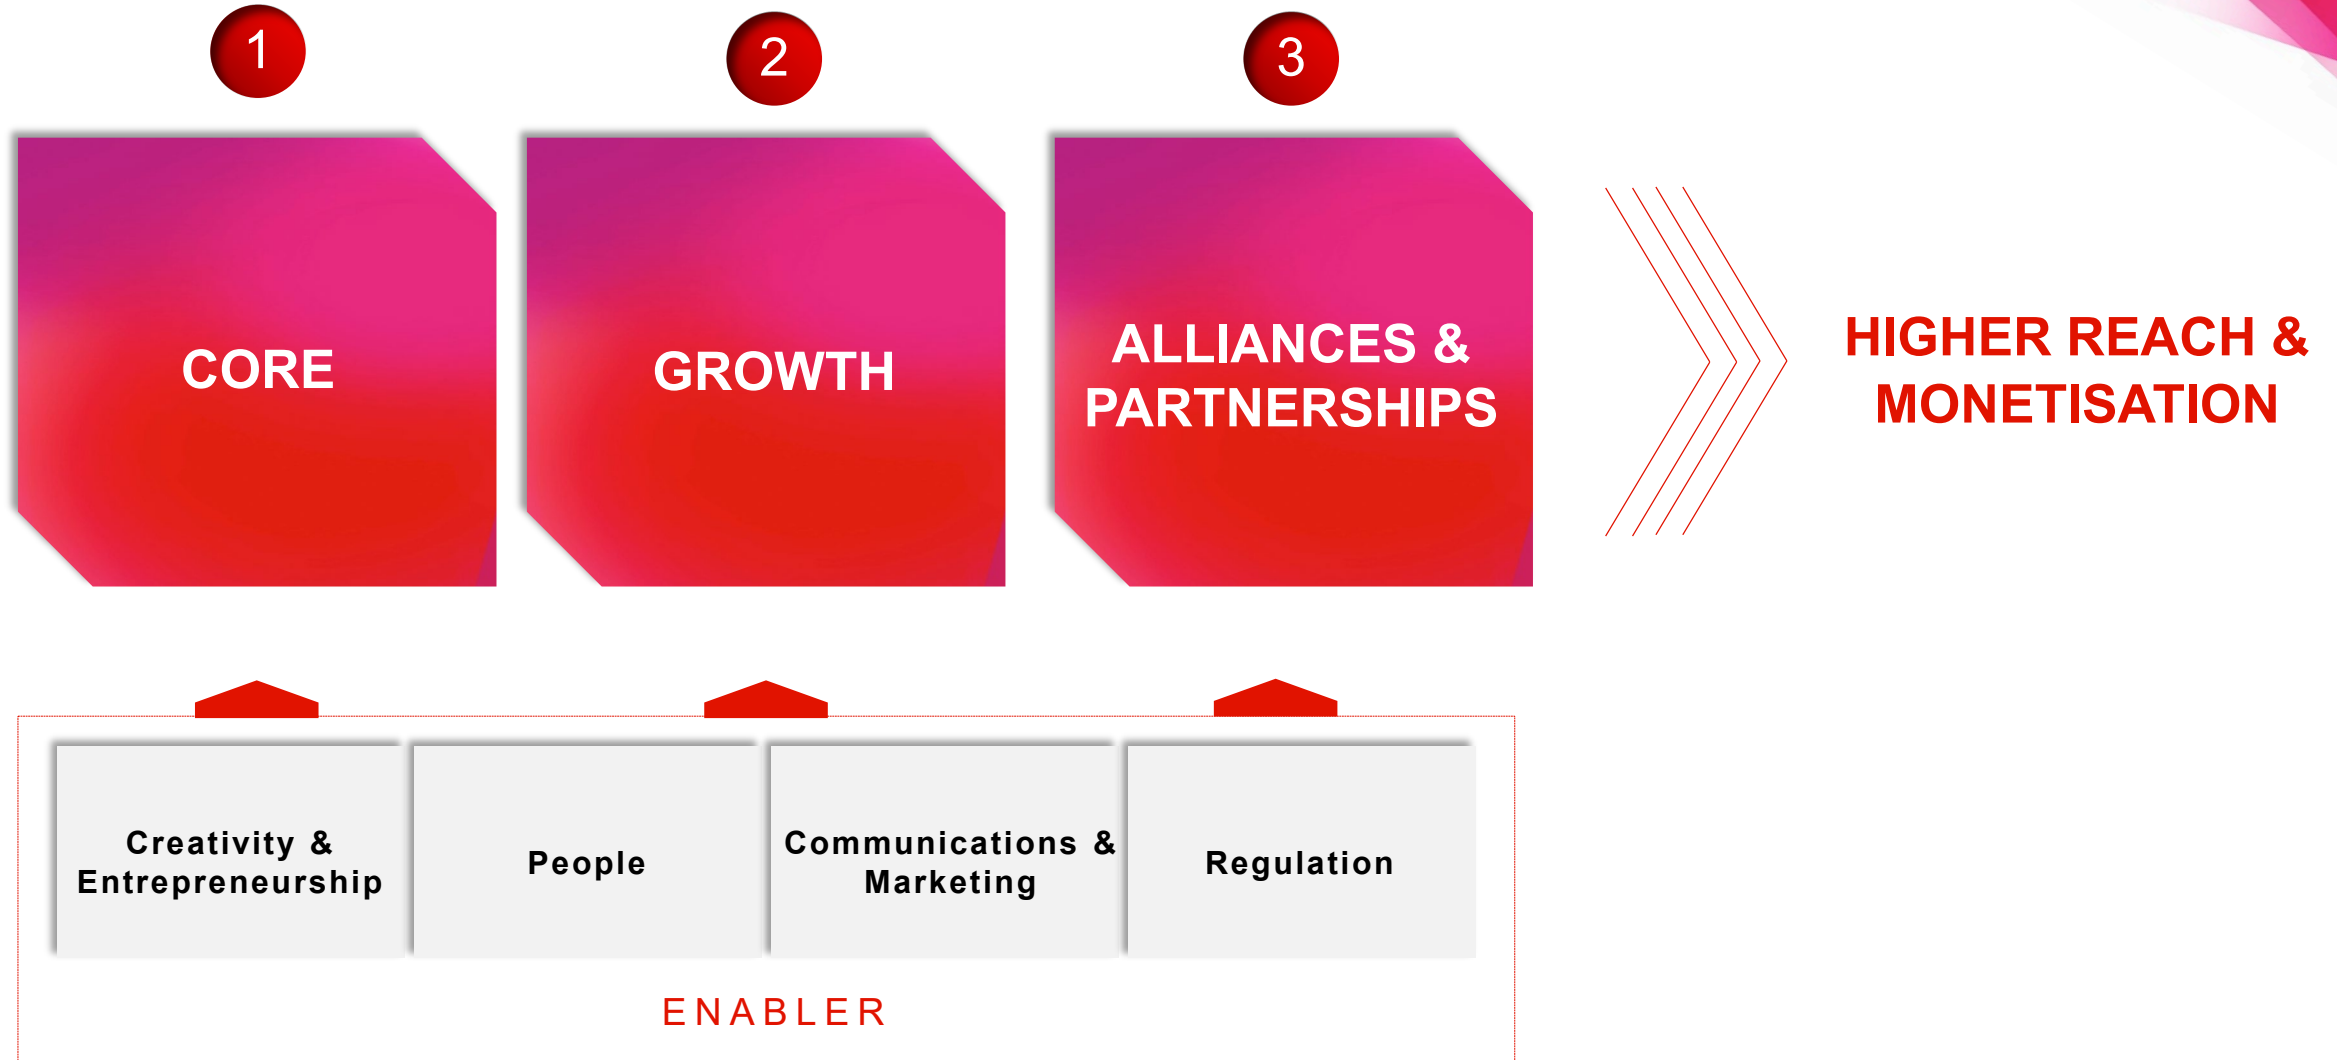 1
2
3
CORE
GROWTH
ALLIANCES &
PARTNERSHIPS
HIGHER REACH &
MONETISATION
Creativity &
Entrepreneurship
People
Communications &
Marketing
Regulation
ENABLER